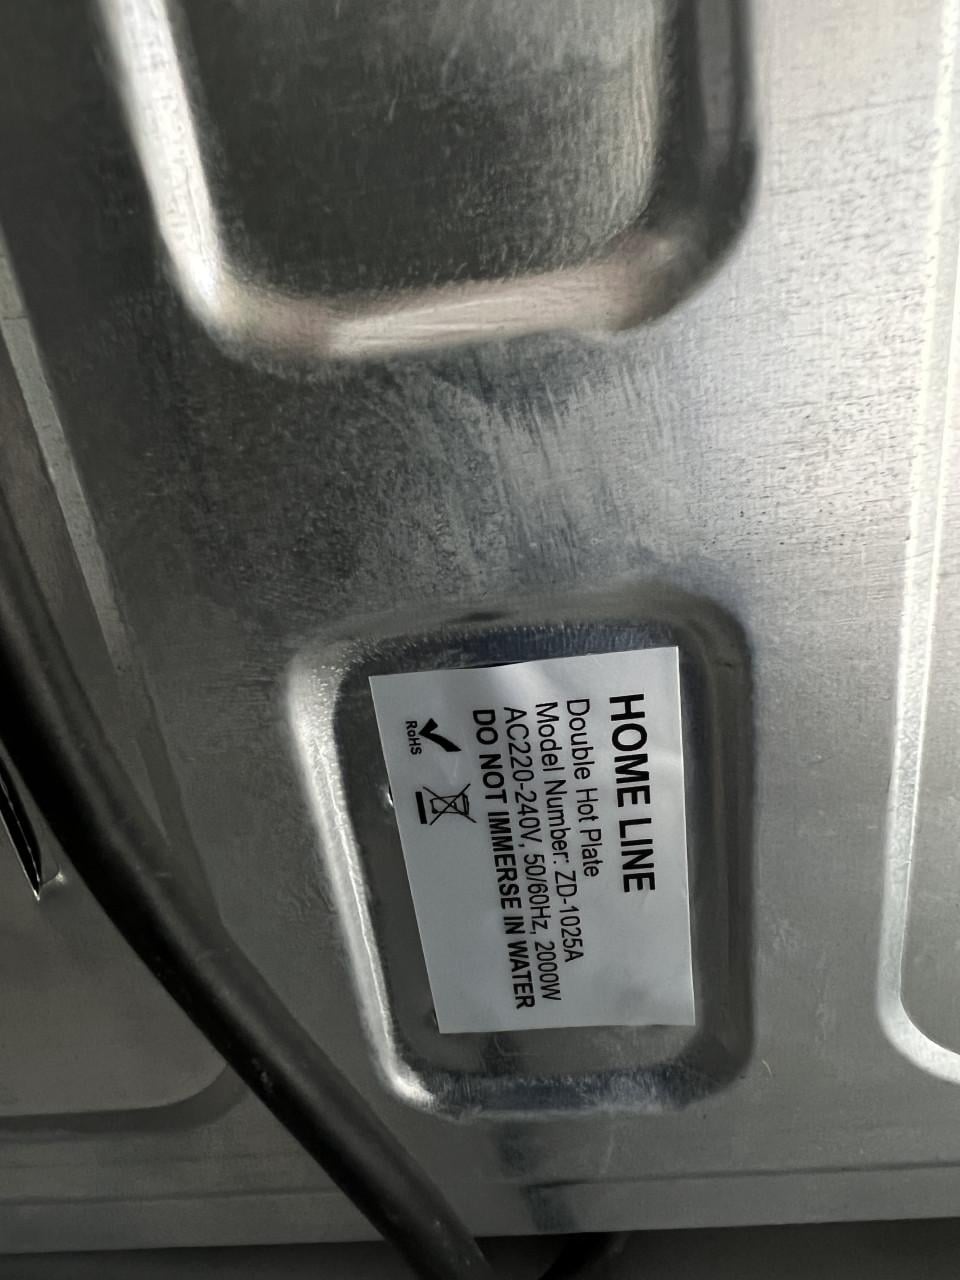 HOME LINE
Double Hot Plate
Model Number: ZD-1025A
AC220-240V, 50/60Hz, 2000W
DO NOT IMMERSE IN WATER
RoHS